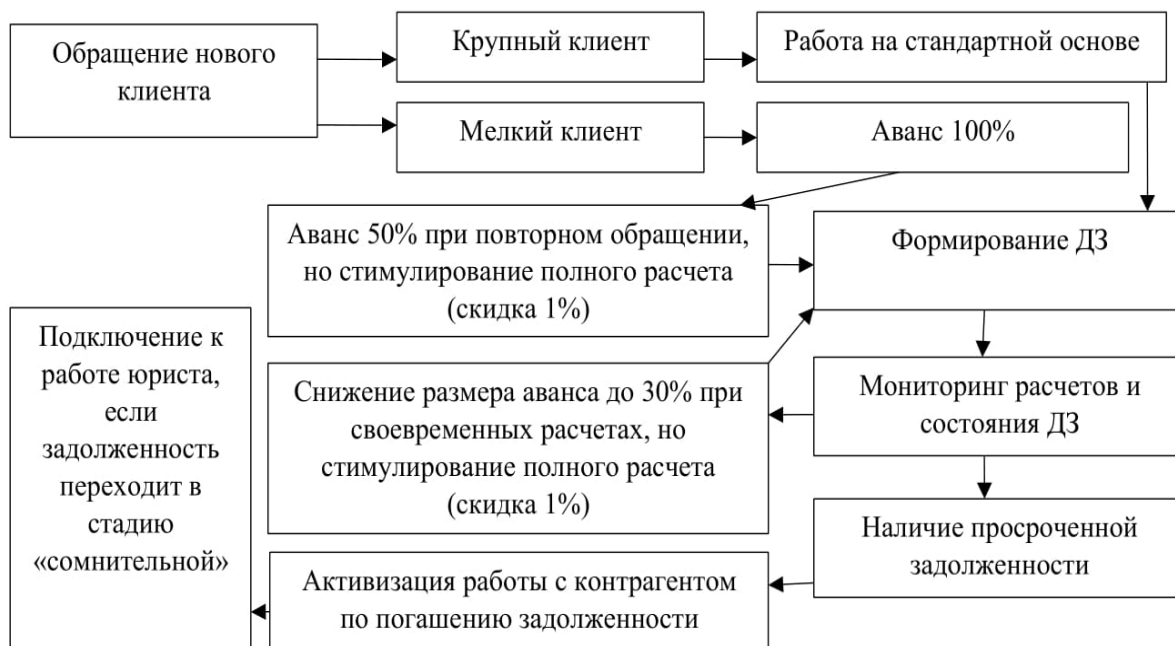 Обращение нового
клиента
Крупный клиент
Работа на стандартной основе
Мелкий клиент
Аванс 100%
Аванс 50% при повторном обращении,
но стимулирование полного расчета
(скидка 1%)
Формирование ДЗ
Подключение к
работе юриста,
если
задолженность
переходит в
стадию
«сомнительной»
Снижение размера аванса до 30% при
своевременных расчетах, но
стимулирование полного расчета
(скидка 1%)
Мониторинг расчетов и
состояния ДЗ
Наличие просроченной
задолженности
Активизация работы с контрагентом
по погашению задолженности